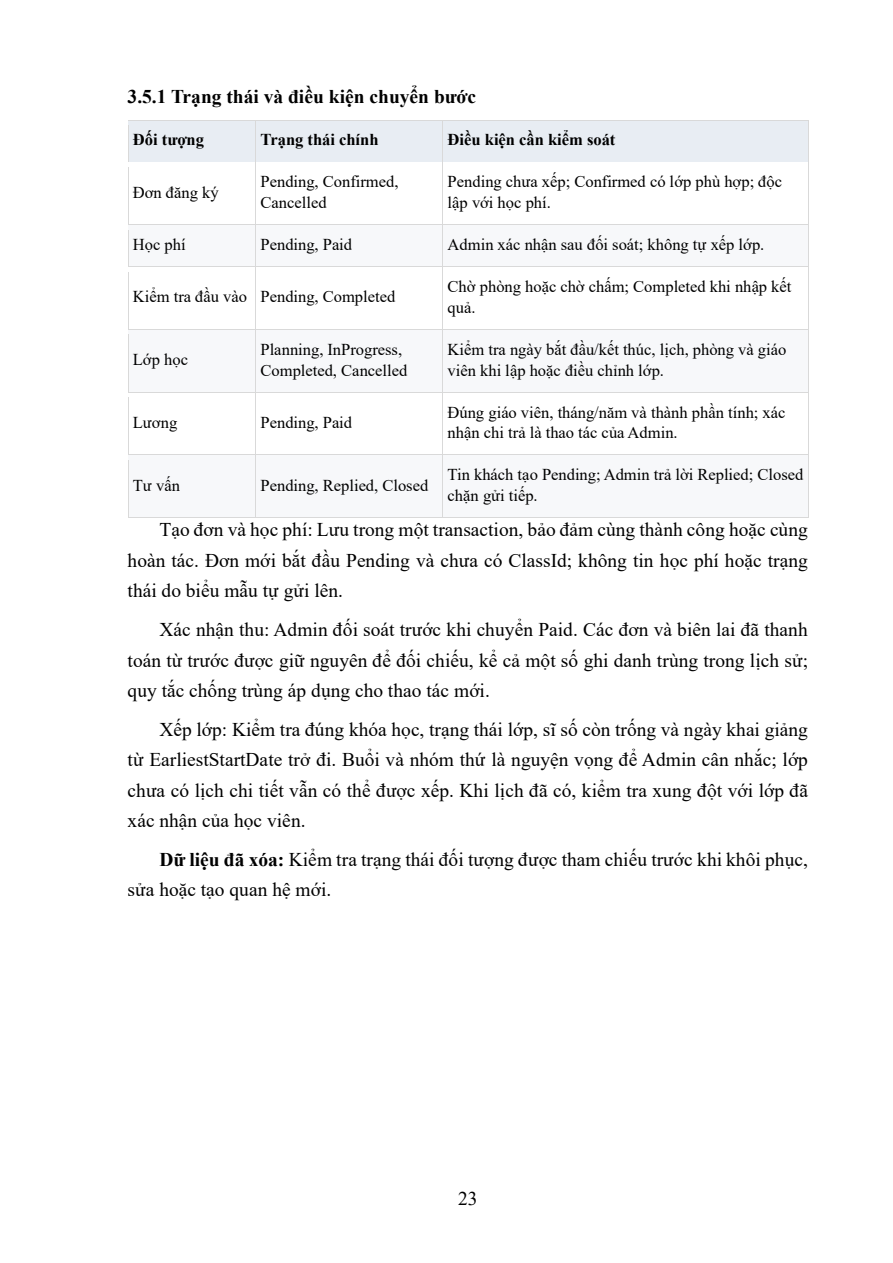 3.5.1 Trạng thái và điều kiện chuyển bước
Đối tượng Trạng thái chính Điều kiện cần kiểm soát
Đơn đăng ký
Pending, Confirmed,
Cancelled
Pending chưa xếp; Confirmed có lớp phù hợp; độc
lập với học phí.
Học phí Pending, Paid Admin xác nhận sau đối soát; không tự xếp lớp.
Kiểm tra đầu vào Pending, Completed
Chờ phòng hoặc chờ chấm; Completed khi nhập kết
quả.
Lớp học
Planning, InProgress,
Completed, Cancelled
Kiểm tra ngày bắt đầu/kết thúc, lịch, phòng và giáo
viên khi lập hoặc điều chỉnh lớp.
Lương Pending, Paid
Đúng giáo viên, tháng/năm và thành phần tính; xác
nhận chi trả là thao tác của Admin.
Tư vấn Pending, Replied, Closed
Tin khách tạo Pending; Admin trả lời Replied; Closed
chặn gửi tiếp.
Tạo đơn và học phí: Lưu trong một transaction, bảo đảm cùng thành công hoặc cùng
hoàn tác. Đơn mới bắt đầu Pending và chưa có ClassId; không tin học phí hoặc trạng
thái do biểu mẫu tự gửi lên.
Xác nhận thu: Admin đối soát trước khi chuyển Paid. Các đơn và biên lai đã thanh
toán từ trước được giữ nguyên để đối chiếu, kể cả một số ghi danh trùng trong lịch sử;
quy tắc chống trùng áp dụng cho thao tác mới.
Xếp lớp: Kiểm tra đúng khóa học, trạng thái lớp, sĩ số còn trống và ngày khai giảng
từ EarliestStartDate trở đi. Buổi và nhóm thứ là nguyện vọng để Admin cân nhắc; lớp
chưa có lịch chi tiết vẫn có thể được xếp. Khi lịch đã có, kiểm tra xung đột với lớp đã
xác nhận của học viên.
Dữ liệu đã xóa: Kiểm tra trạng thái đối tượng được tham chiếu trước khi khôi phục,
sửa hoặc tạo quan hệ mới.
23